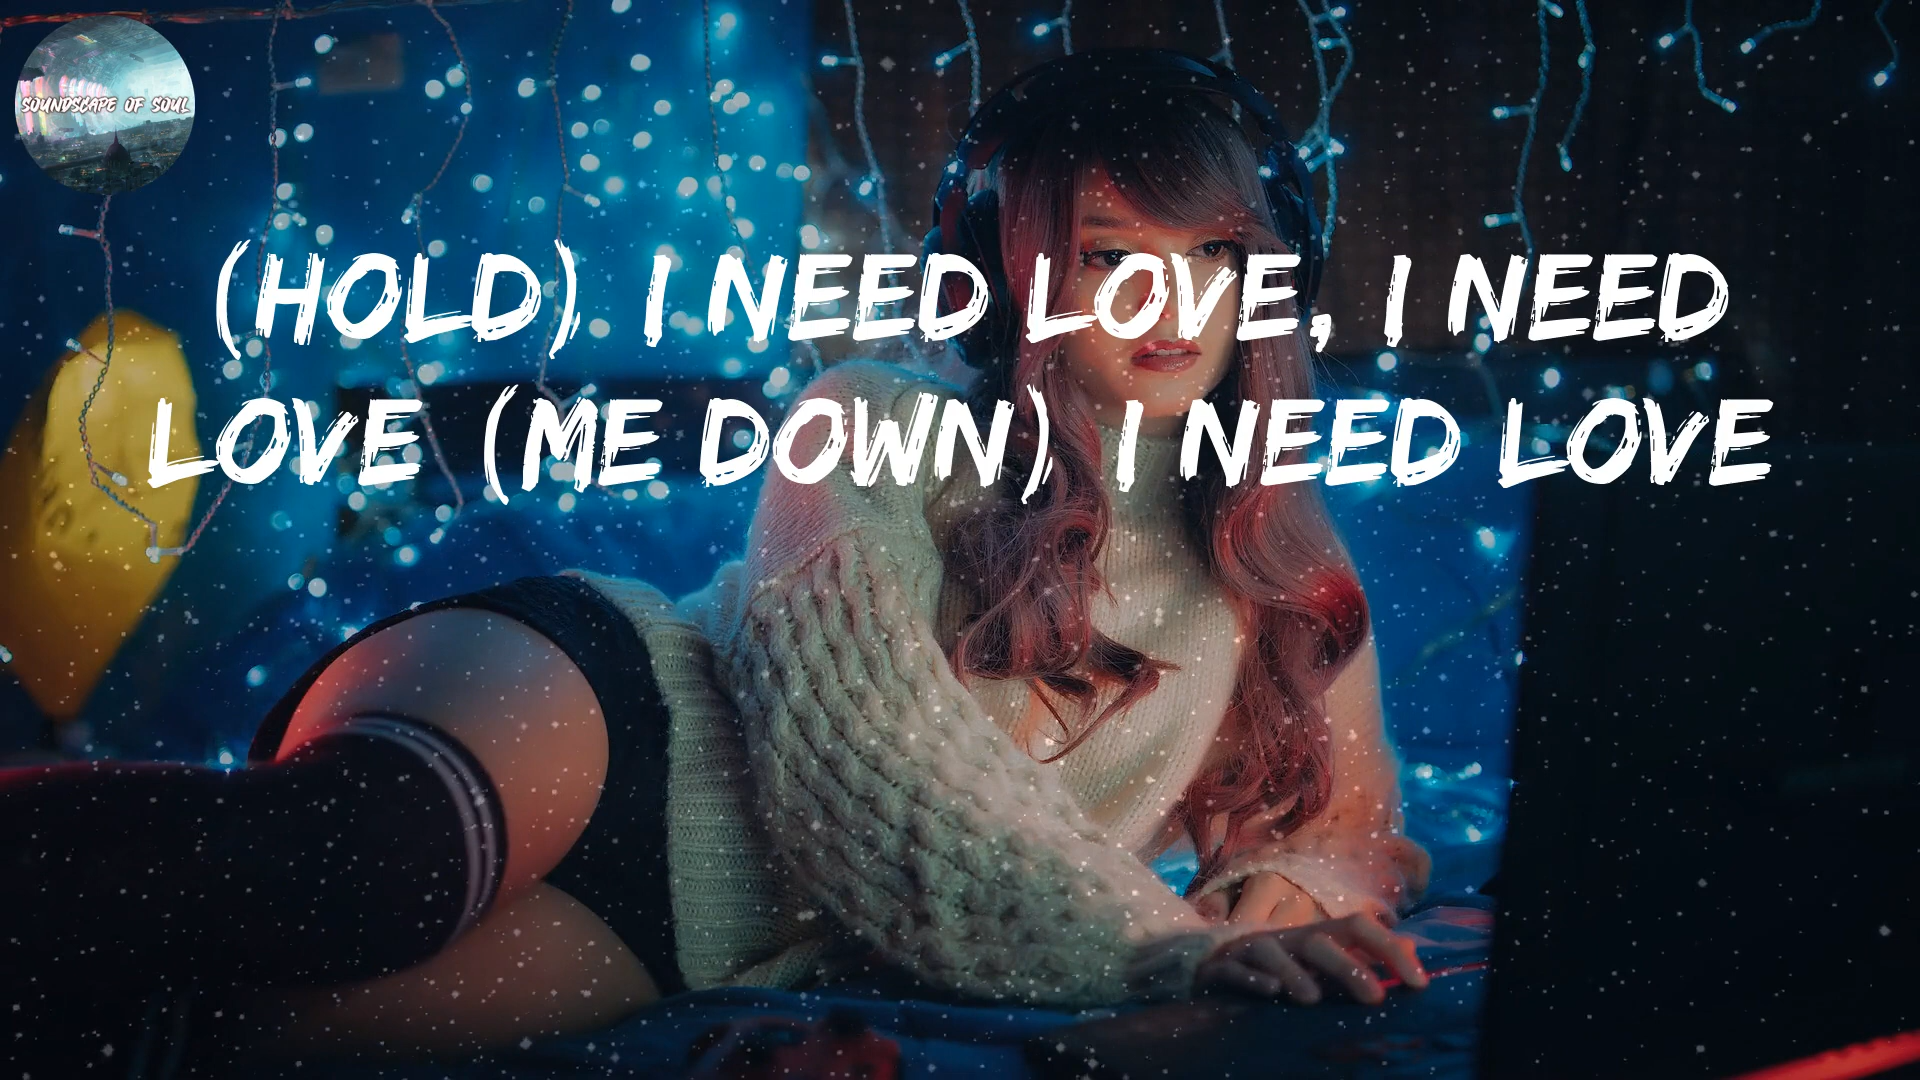 SOUNDSCAPE OF SOUL
(HOLD) I NEED LOVE, I NEED
LOVE (ME DOWN) I NEED LOVE